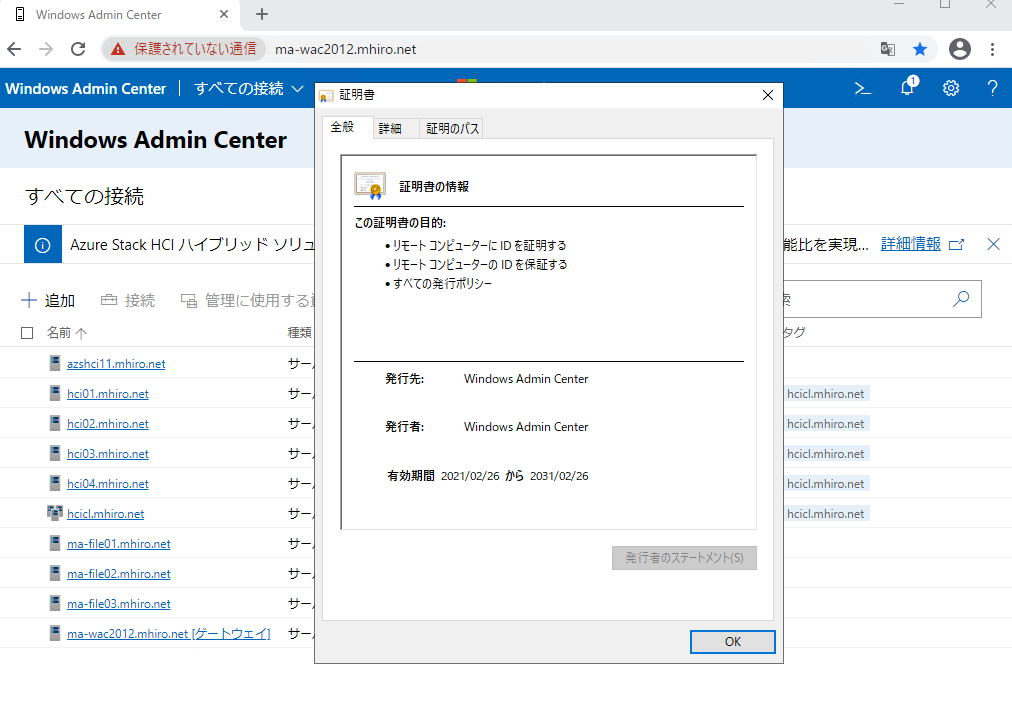 Windows Admin Center
保護されていない通信 ma-wac2012.mhiro.net
Windows Admin Center すべての接続
1
Windows Admin Center
すべての接続
Azure Stack HCI ハイブリッド ソリュ
能比を実現... 詳細情報
追加 接続 管理に使用する
索
名前 種類 タグ
azshci11.mhiro.net サー
hci01.mhiro.net サー hcicl.mhiro.net
hci02.mhiro.net サー hcicl.mhiro.net
hci03.mhiro.net サー hcicl.mhiro.net
hci04.mhiro.net サー hcicl.mhiro.net
hcicl.mhiro.net サー hcicl.mhiro.net
ma-file01.mhiro.net サー
ma-file02.mhiro.net サー
ma-file03.mhiro.net サー
ma-wac2012.mhiro.net [ゲートウェイ] サー
証明書
全般 詳細 証明のパス
証明書の情報
この証明書の目的:
• リモート コンピューターに ID を証明する
• リモート コンピューターの ID を保証する
• すべての発行ポリシー
発行先: Windows Admin Center
発行者: Windows Admin Center
有効期間 2021/02/26 から 2031/02/26
発行者のステートメント(S)
OK